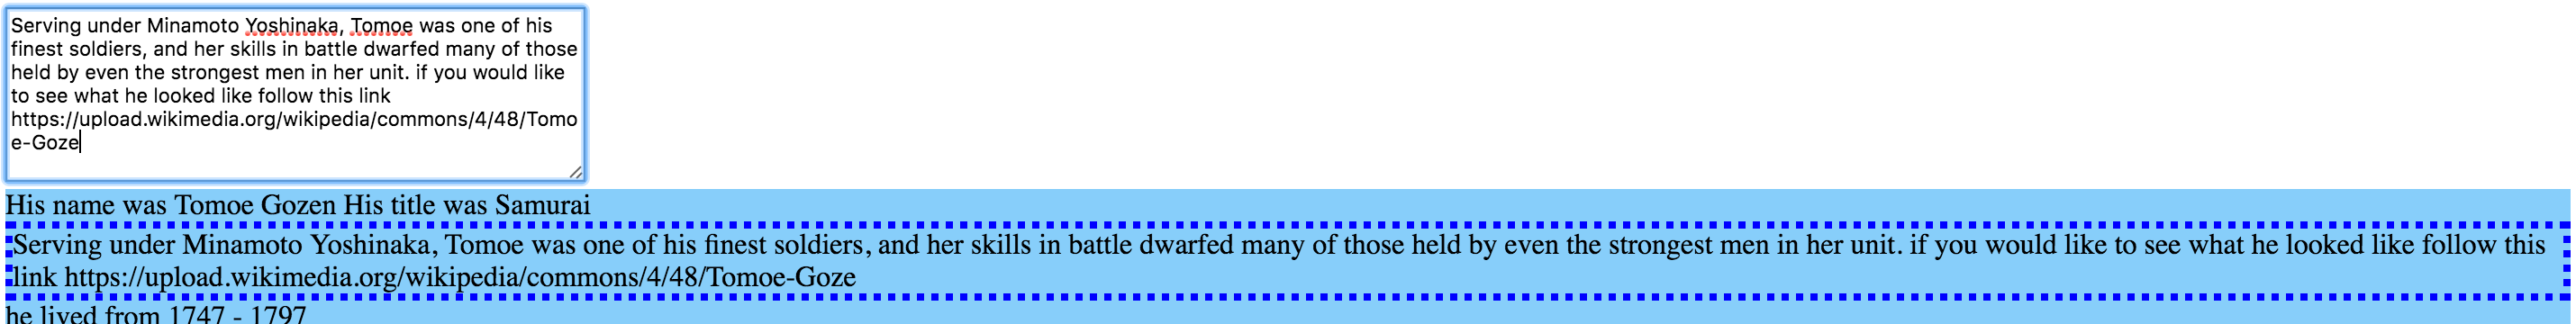 Serving under Minamoto Yoshinaka, Tomoe was one of his
finest soldiers, and her skills in battle dwarfed many of those
held by even the strongest men in her unit. if you would like
to see what he looked like follow this link
https://upload.wikimedia.org/wikipedia/commons/4/48/Tomo
e-Goze
His name was Tomoe Gozen His title was Samurai
Serving under Minamoto Yoshinaka, Tomoe was one of his finest soldiers, and her skills in battle dwarfed many of those held by even the strongest men in her unit. if you would like to see what he looked like follow this
link https://upload.wikimedia.org/wikipedia/commons/4/48/Tomoe-Goze
he lived from 1747 - 1797